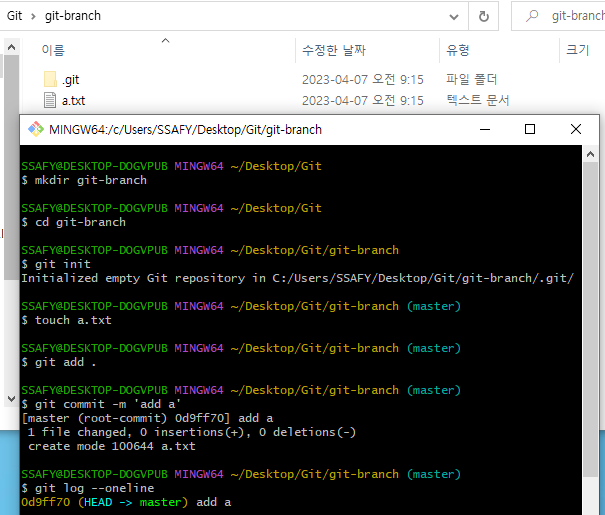 Git > git-branch
git-branch
이름 수정한 날짜 유형 크기
.git 2023-04-07 오전 9:15 파일 폴더
a.txt 2023-04-07 오전 9:15 텍스트 문서
MINGW64:/c/Users/SSAFY/Desktop/Git/git-branch
SSAFY@DESKTOP-DOGVPUB MINGW64 ~/Desktop/Git
$ mkdir git-branch
SSAFY@DESKTOP-DOGVPUB MINGW64 ~/Desktop/Git
$ cd git-branch
SSAFY@DESKTOP-DOGVPUB MINGW64 ~/Desktop/Git/git-branch
$ git init
Initialized empty Git repository in C:/Users/SSAFY/Desktop/Git/git-branch/.git/
SSAFY@DESKTOP-DOGVPUB MINGW64 ~/Desktop/Git/git-branch (master)
$ touch a.txt
SSAFY@DESKTOP-DOGVPUB MINGW64 ~/Desktop/Git/git-branch (master)
$ git add .
SSAFY@DESKTOP-DOGVPUB MINGW64 ~/Desktop/Git/git-branch (master)
$ git commit -m 'add a'
[master (root-commit) 0d9ff70] add a
1 file changed, 0 insertions(+), 0 deletions(-)
create mode 100644 a.txt
SSAFY@DESKTOP-DOGVPUB MINGW64 ~/Desktop/Git/git-branch (master)
$ git log --oneline
0d9ff70 (HEAD -> master) add a